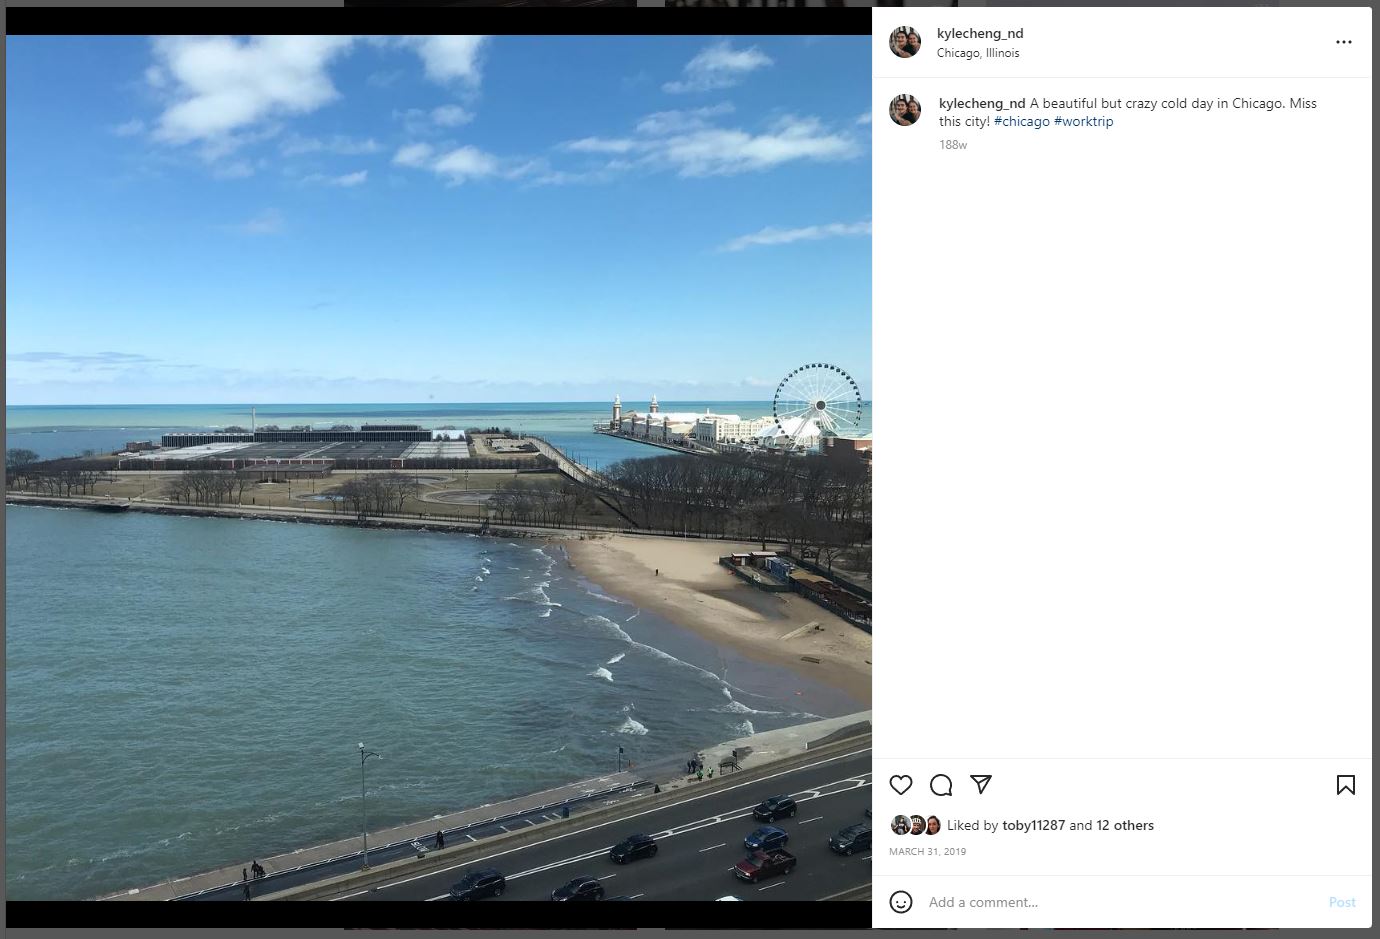 kylecheng_nd
Chicago, Illinois
kylecheng_nd A beautiful but crazy cold day in Chicago. Miss
this city! #chicago #worktrip
188w
Liked by toby11287 and 12 others
MARCH 31, 2019
Add a comment...
Post